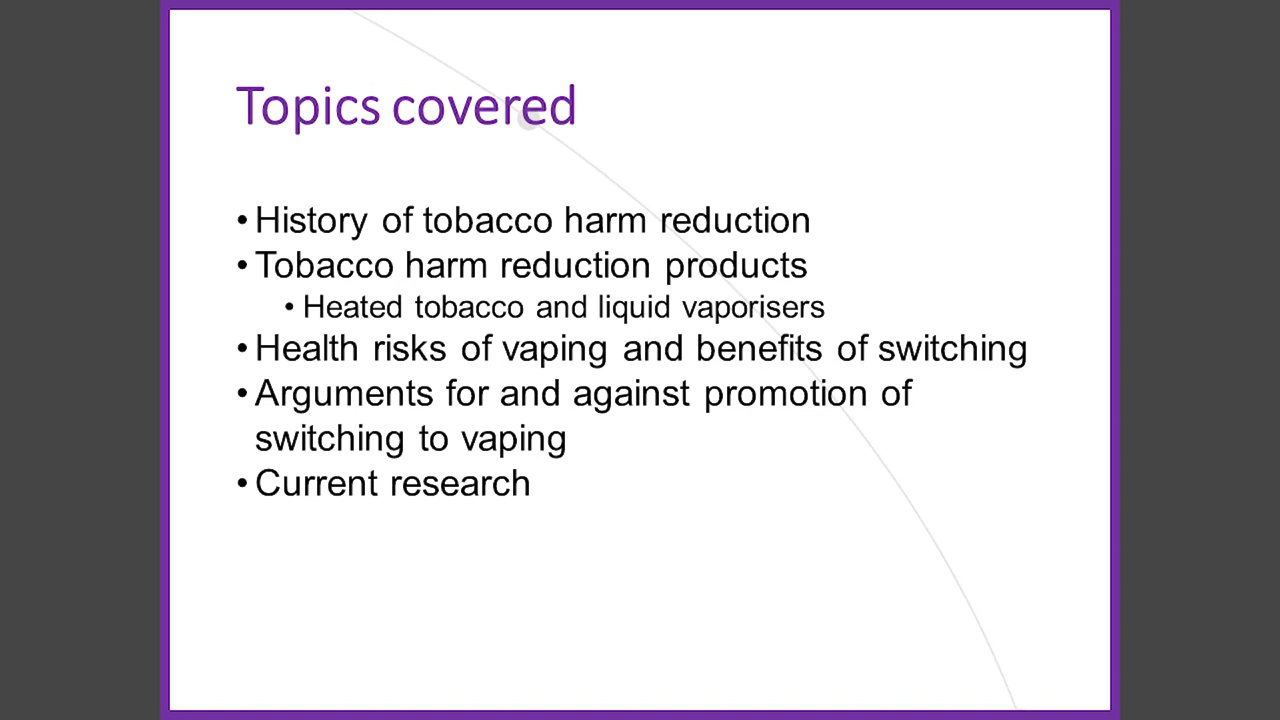 Topics covered
• History of tobacco harm reduction
• Tobacco harm reduction products
• Heated tobacco and liquid vaporisers
• Health risks of vaping and benefits of switching
• Arguments for and against promotion of
switching to vaping
• Current research